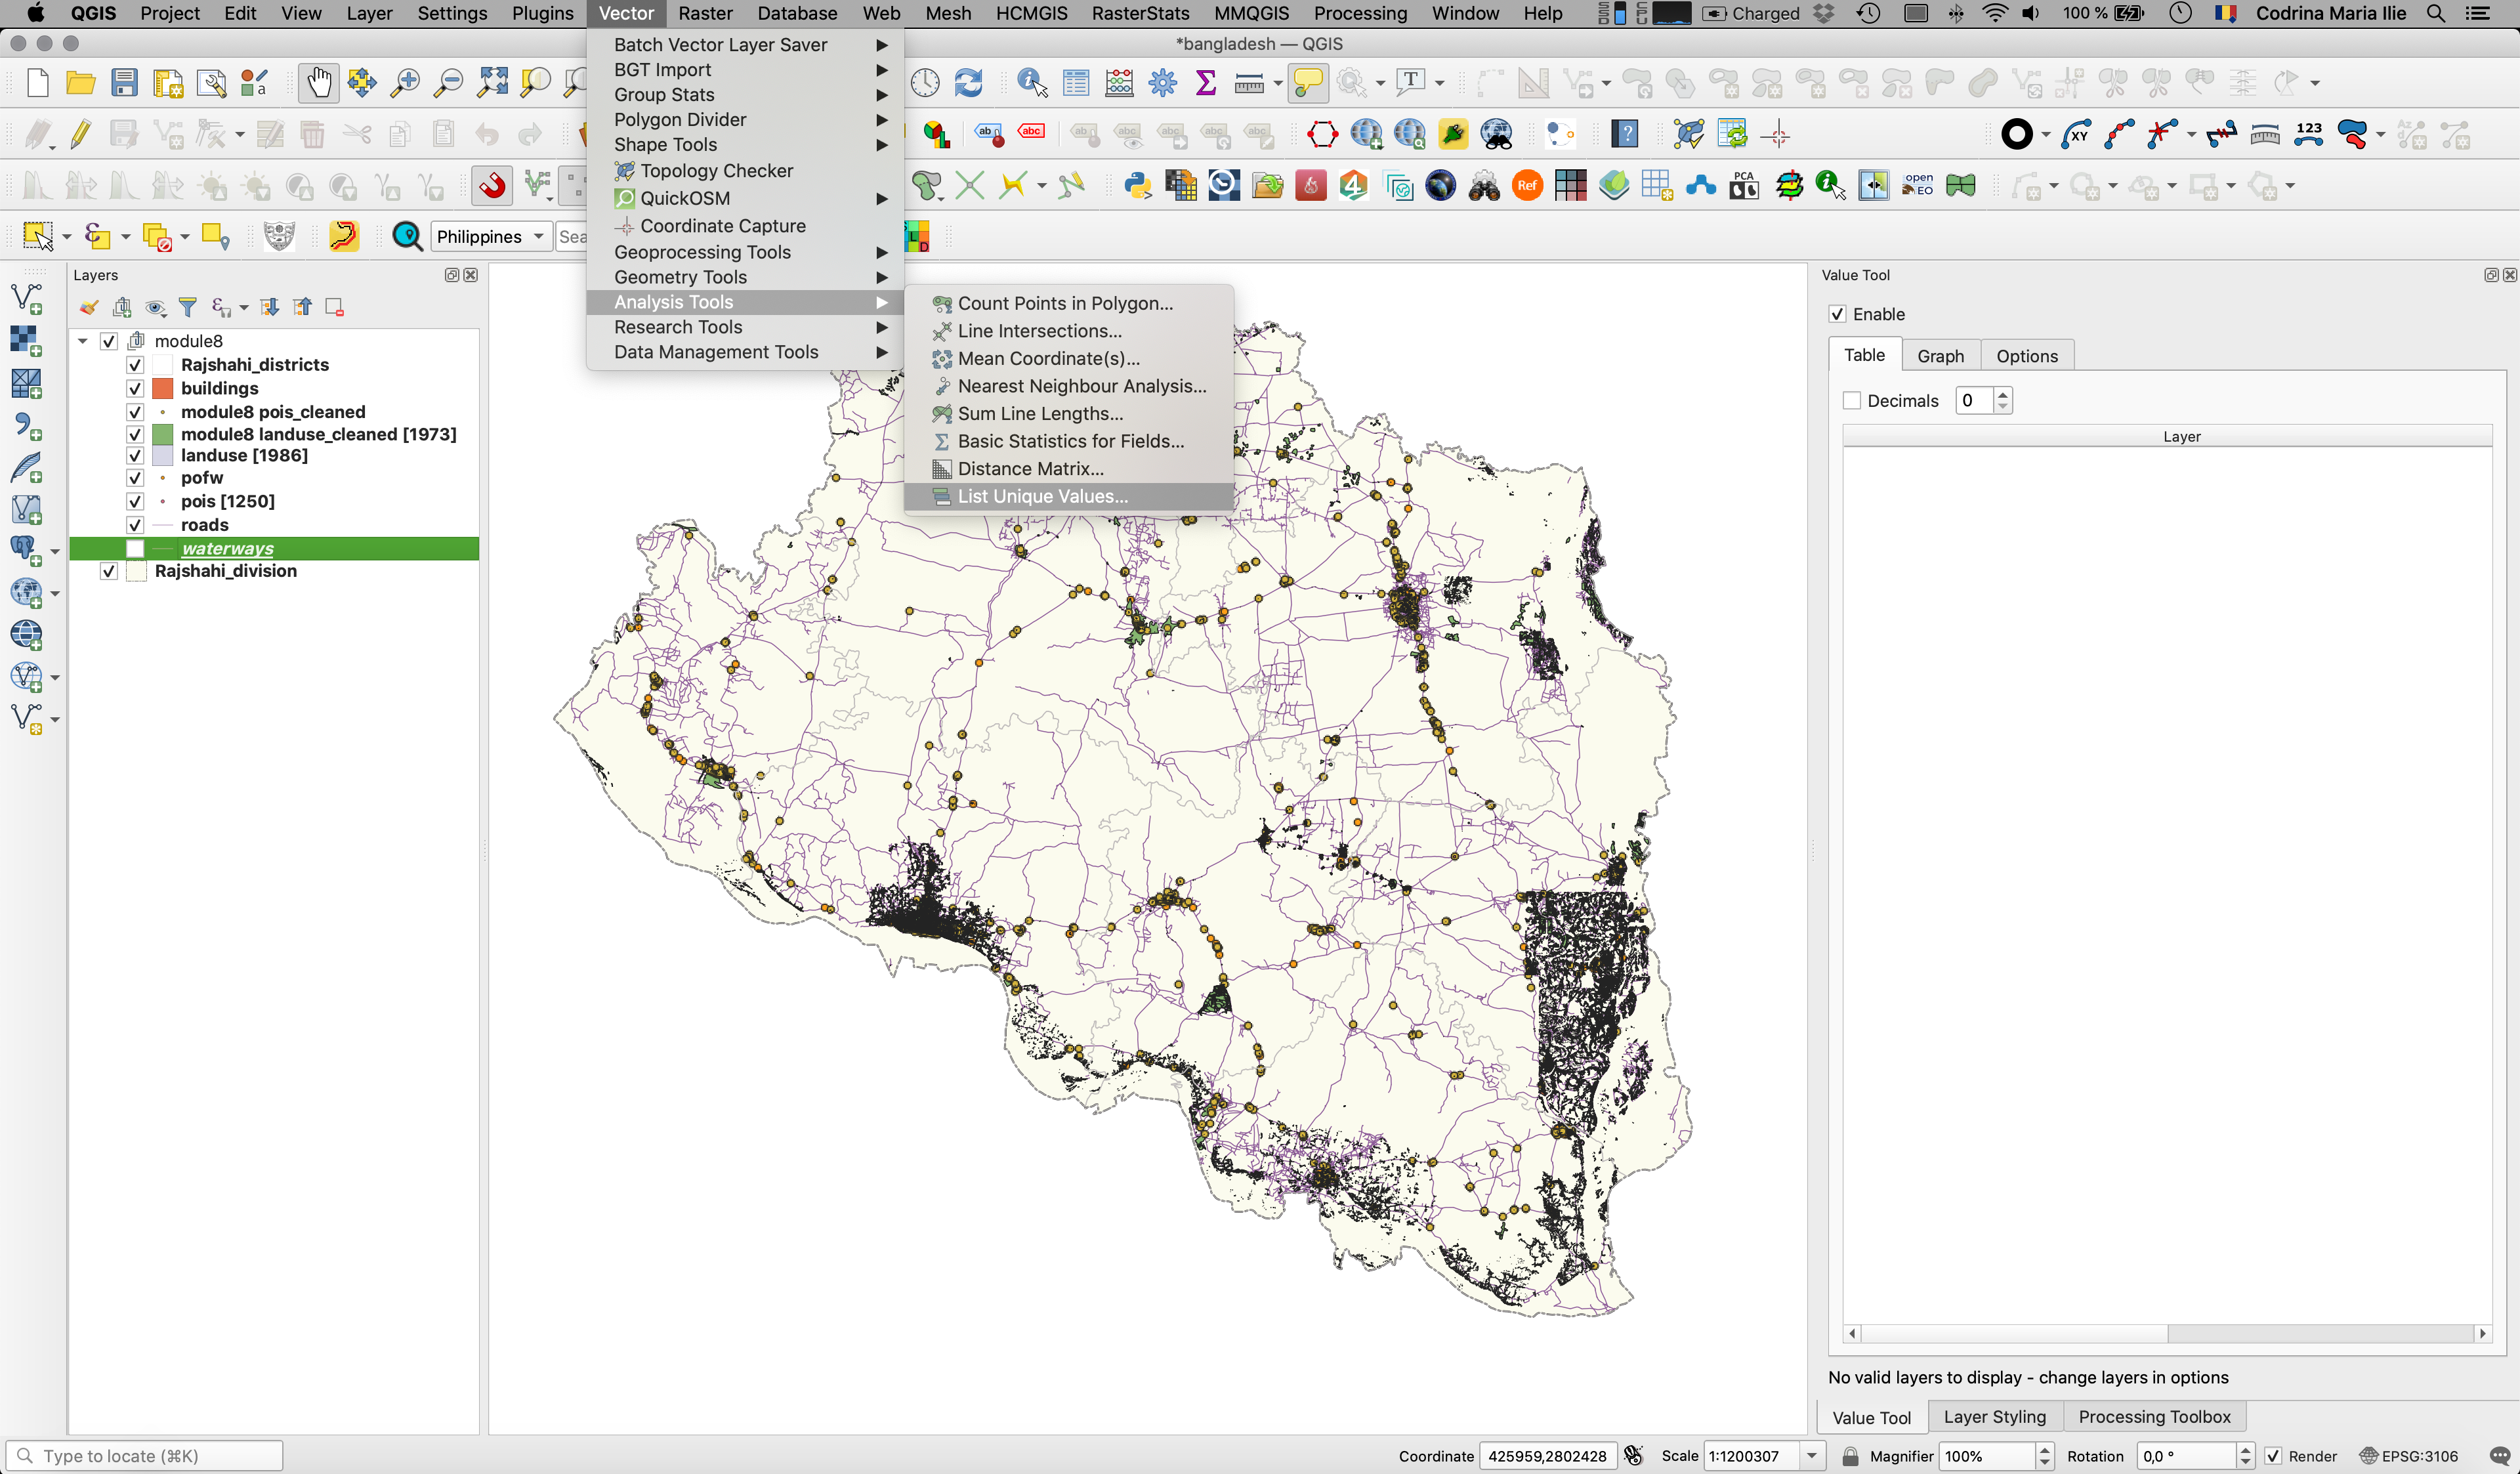 QGIS Project Edit View Layer Settings Plugins Vector Raster Database Web Mesh HCMGIS RasterStats MMQGIS Processing Window Help Charged 100 % Codrina Maria Ilie
*bangladesh — QGIS
Batch Vector Layer Saver
BGT Import
Group Stats
Polygon Divider
Shape Tools
Topology Checker
QuickOSM
Coordinate Capture
Geoprocessing Tools
Geometry Tools
Analysis Tools
Research Tools
Data Management Tools
Count Points in Polygon...
Line Intersections...
Mean Coordinate(s)...
Nearest Neighbour Analysis...
Sum Line Lengths...
Basic Statistics for Fields...
Distance Matrix...
List Unique Values...
abc
XY
123
Ref
PCA
open
EO
Philippines
Sea
Layers
module8
Rajshahi_districts
buildings
module8 pois_cleaned
module8 landuse_cleaned [1973]
landuse [1986]
pofw
pois [1250]
roads
waterways
Rajshahi_division
Value Tool
Enable
Table Graph Options
Decimals 0
Layer
No valid layers to display - change layers in options
Value Tool Layer Styling Processing Toolbox
Type to locate (⌘K)
Coordinate 425959,2802428 Scale 1:1200307 Magnifier 100% Rotation 0,0 ° Render EPSG:3106